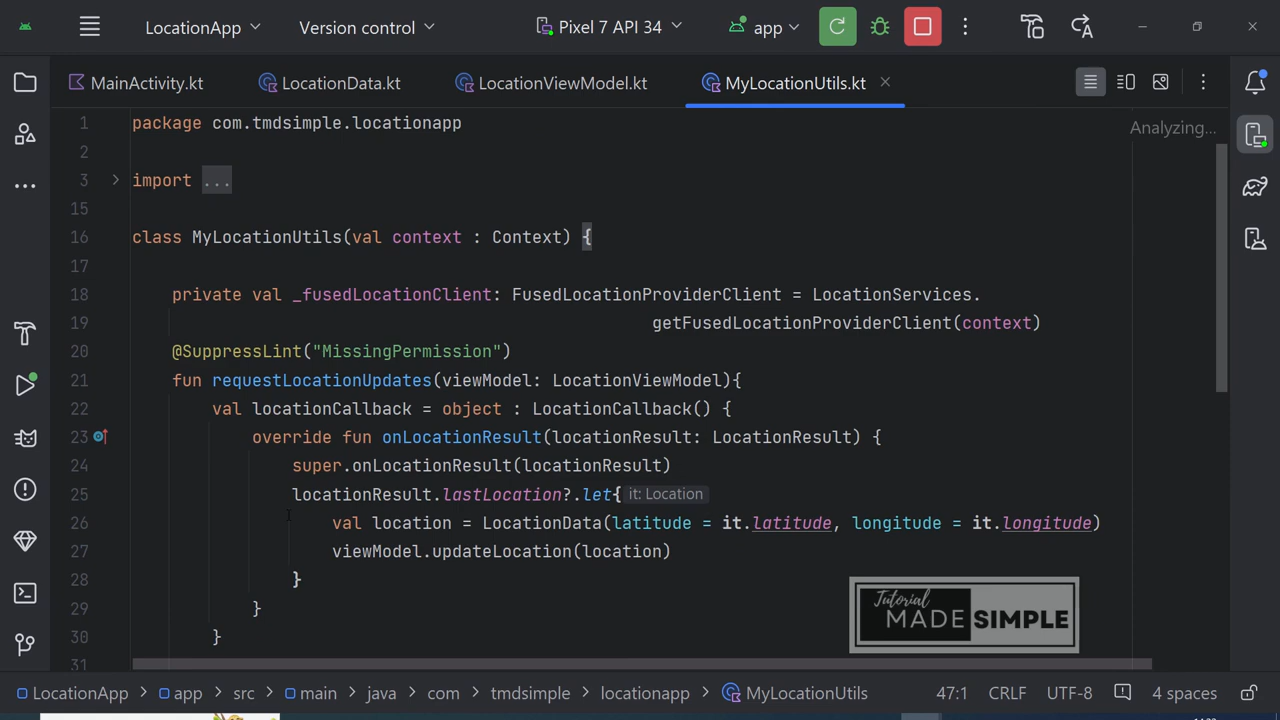 LocationApp
Version control
Pixel 7 API 34
app
MainActivity.kt
LocationData.kt
LocationViewModel.kt
MyLocationUtils.kt
Analyzing...
1 package com.tmdsimple.locationapp
2
3 import ...
15
16 class MyLocationUtils(val context : Context) {
17
18 private val _fusedLocationClient: FusedLocationProviderClient = LocationServices.
19 getFusedLocationProviderClient(context)
20 @SuppressLint("MissingPermission")
21 fun requestLocationUpdates(viewModel: LocationViewModel){
22 val locationCallback = object : LocationCallback() {
23 override fun onLocationResult(locationResult: LocationResult) {
24 super.onLocationResult(locationResult)
25 locationResult.lastLocation?.let{ it: Location
26 val location = LocationData(latitude = it.latitude, longitude = it.longitude)
27 viewModel.updateLocation(location)
28 }
29 }
30 }
31
Tutorial
MADE SIMPLE
LocationApp > app > src > main > java > com > tmdsimple > locationapp > MyLocationUtils
47:1 CRLF UTF-8 4 spaces